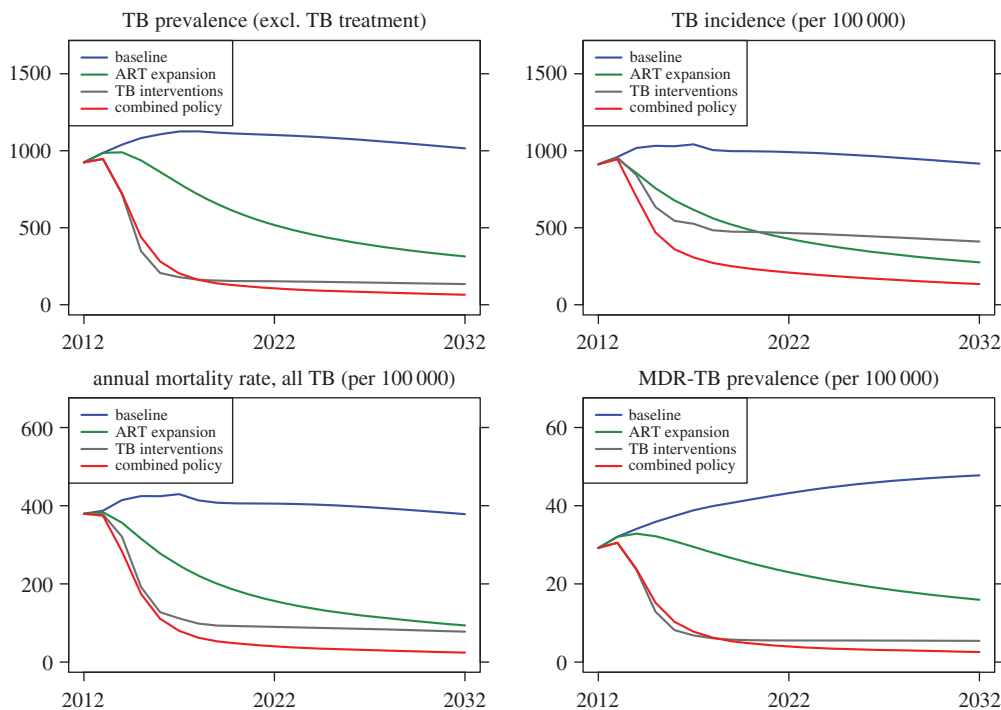 TB prevalence (excl. TB treatment)
baseline
ART expansion
TB interventions
combined policy
1500
1000
500
0
2012
2022
2032
TB incidence (per 100 000)
baseline
ART expansion
TB interventions
combined policy
1500
1000
500
0
2012
2022
2032
annual mortality rate, all TB (per 100 000)
baseline
ART expansion
TB interventions
combined policy
600
400
200
0
2012
2022
2032
MDR-TB prevalence (per 100 000)
baseline
ART expansion
TB interventions
combined policy
60
40
20
0
2012
2022
2032